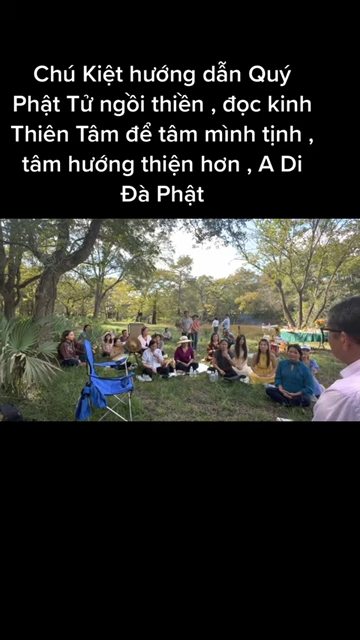 Chú Kiệt hướng dẫn Quý
Phật Tử ngồi thiền , đọc kinh
Thiên Tâm để tâm mình tịnh ,
tâm hướng thiện hơn , A Di
Đà Phật